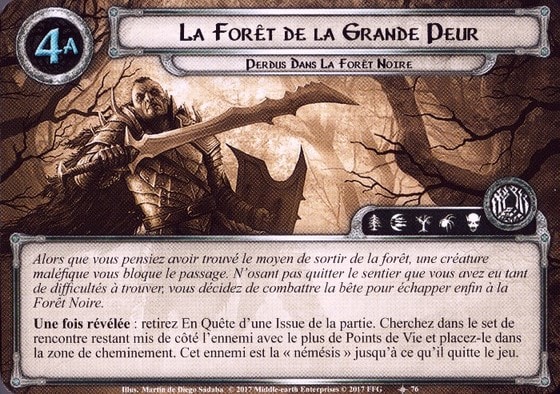 4A
La Forêt de la Grande Peur
Perdus Dans La Forêt Noire
Alors que vous pensiez avoir trouvé le moyen de sortir de la forêt, une créature
maléfique vous bloque le passage. N'osant pas quitter le sentier que vous avez eu tant
de difficultés à trouver, vous décidez de combattre la bête pour échapper enfin à la
Forêt Noire.
Une fois révélée : retirez En Quête d'une Issue de la partie. Cherchez dans le set de
rencontre restant mis de côté l'ennemi avec le plus de Points de Vie et placez-le dans
la zone de cheminement. Cet ennemi est la « némésis » jusqu'à ce qu'il quitte le jeu.
Illus. Martin de Diego Sádaba © 2017 Middle-earth Enterprises © 2017 FFG 76